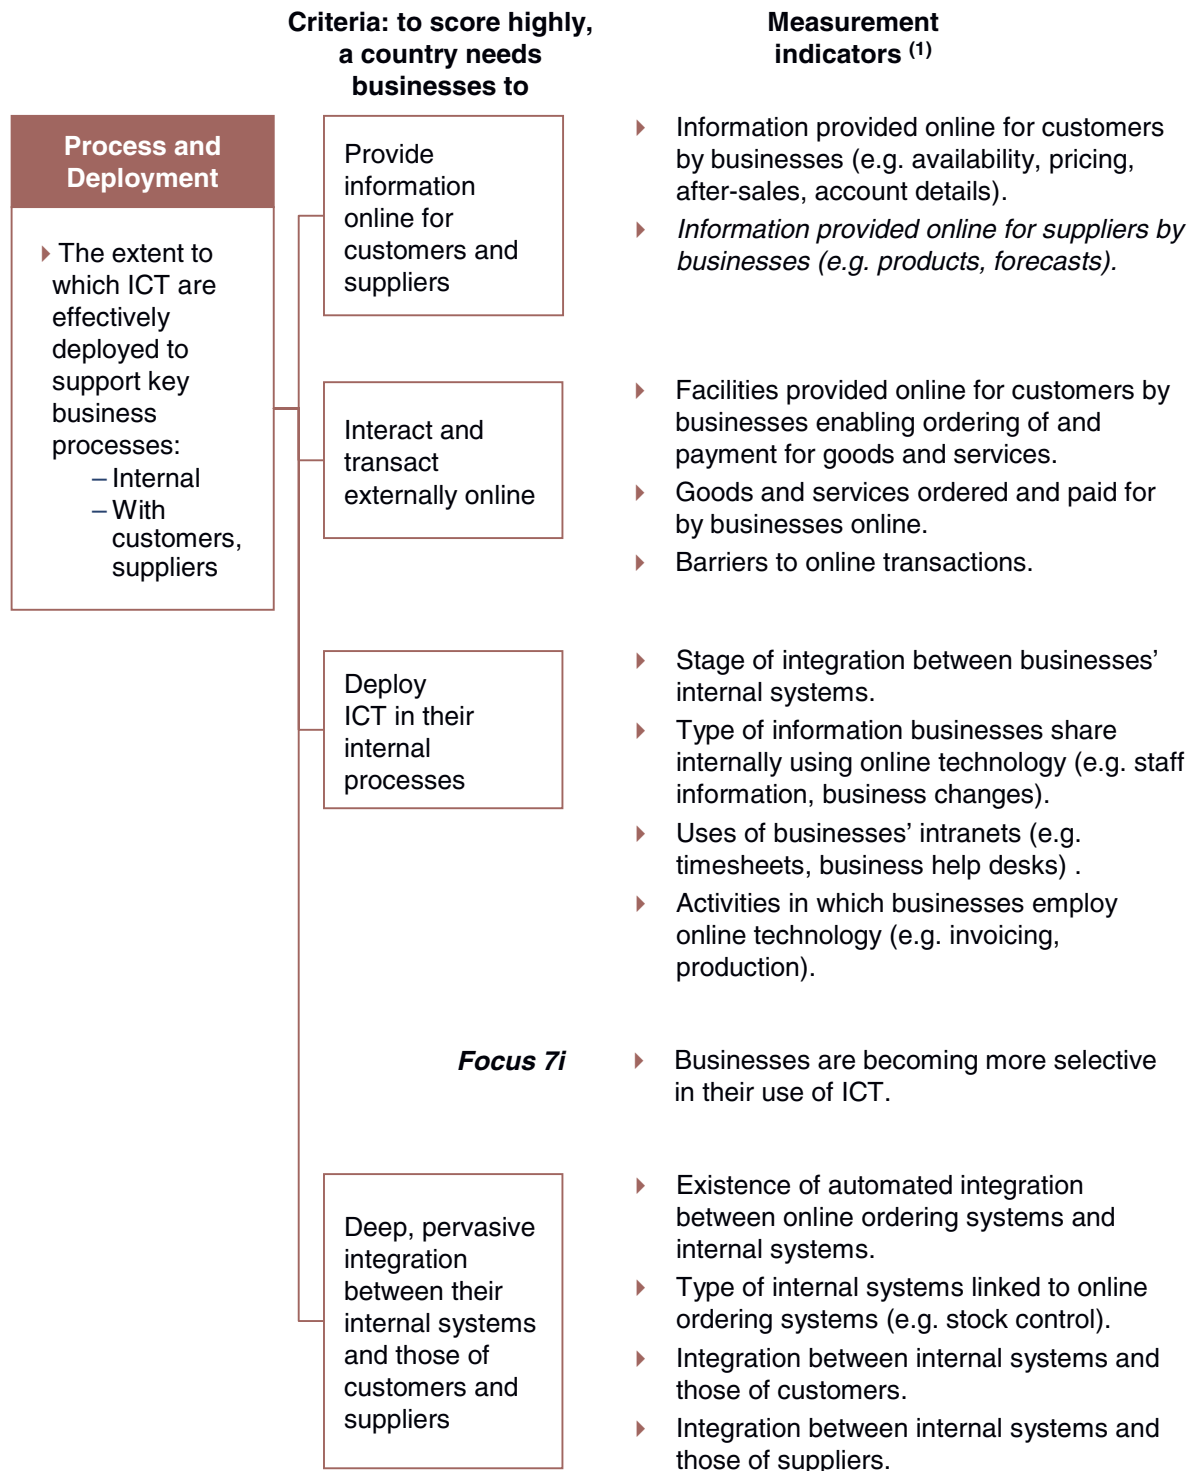 Criteria: to score highly,
a country needs
businesses to
Measurement
indicators (1)
Process and
Deployment
The extent to
which ICT are
effectively
deployed to
support key
business
processes:
– Internal
– With
customers,
suppliers
Provide
information
online for
customers and
suppliers
Information provided online for customers
by businesses (e.g. availability, pricing,
after-sales, account details).
Information provided online for suppliers by
businesses (e.g. products, forecasts).
Interact and
transact
externally online
Facilities provided online for customers by
businesses enabling ordering of and
payment for goods and services.
Goods and services ordered and paid for
by businesses online.
Barriers to online transactions.
Deploy
ICT in their
internal
processes
Stage of integration between businesses’
internal systems.
Type of information businesses share
internally using online technology (e.g. staff
information, business changes).
Uses of businesses’ intranets (e.g.
timesheets, business help desks) .
Activities in which businesses employ
online technology (e.g. invoicing,
production).
Focus 7i
Businesses are becoming more selective
in their use of ICT.
Deep, pervasive
integration
between their
internal systems
and those of
customers and
suppliers
Existence of automated integration
between online ordering systems and
internal systems.
Type of internal systems linked to online
ordering systems (e.g. stock control).
Integration between internal systems and
those of customers.
Integration between internal systems and
those of suppliers.